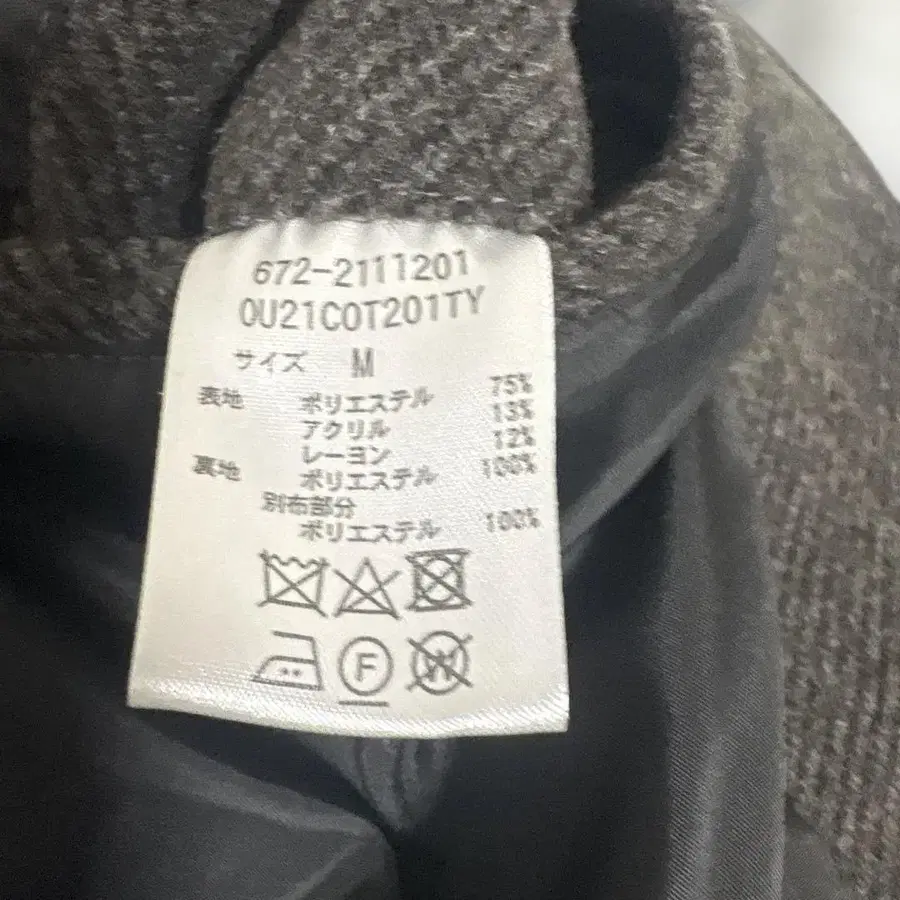 672-2111201
OU21COT201TY
サイズ M
表地 ポリエステル 75%
アクリル 13%
レーヨン 12%
裏地 ポリエステル 100%
別布部分
ポリエステル 100%
F W